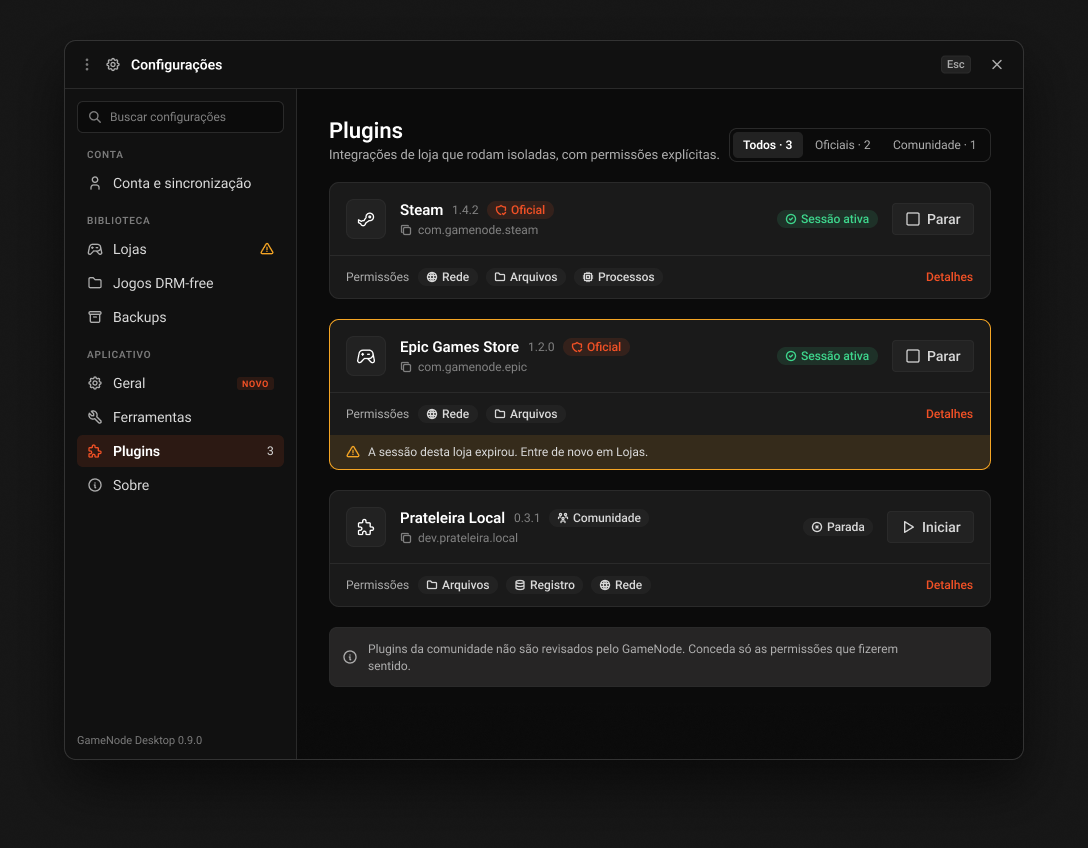 Configurações
Esc
Buscar configurações
CONTA
Conta e sincronização
BIBLIOTECA
Lojas
Jogos DRM-free
Backups
APLICATIVO
Geral
NOVO
Ferramentas
Plugins
3
Sobre
GameNode Desktop 0.9.0
Plugins
Integrações de loja que rodam isoladas, com permissões explícitas.
Todos · 3
Oficiais · 2
Comunidade · 1
Steam 1.4.2 Oficial
com.gamenode.steam
Sessão ativa
Parar
Permissões Rede Arquivos Processos
Detalhes
Epic Games Store 1.2.0 Oficial
com.gamenode.epic
Sessão ativa
Parar
Permissões Rede Arquivos
Detalhes
A sessão desta loja expirou. Entre de novo em Lojas.
Prateleira Local 0.3.1 Comunidade
dev.prateleira.local
Parada
Iniciar
Permissões Arquivos Registro Rede
Detalhes
Plugins da comunidade não são revisados pelo GameNode. Conceda só as permissões que fizerem
sentido.